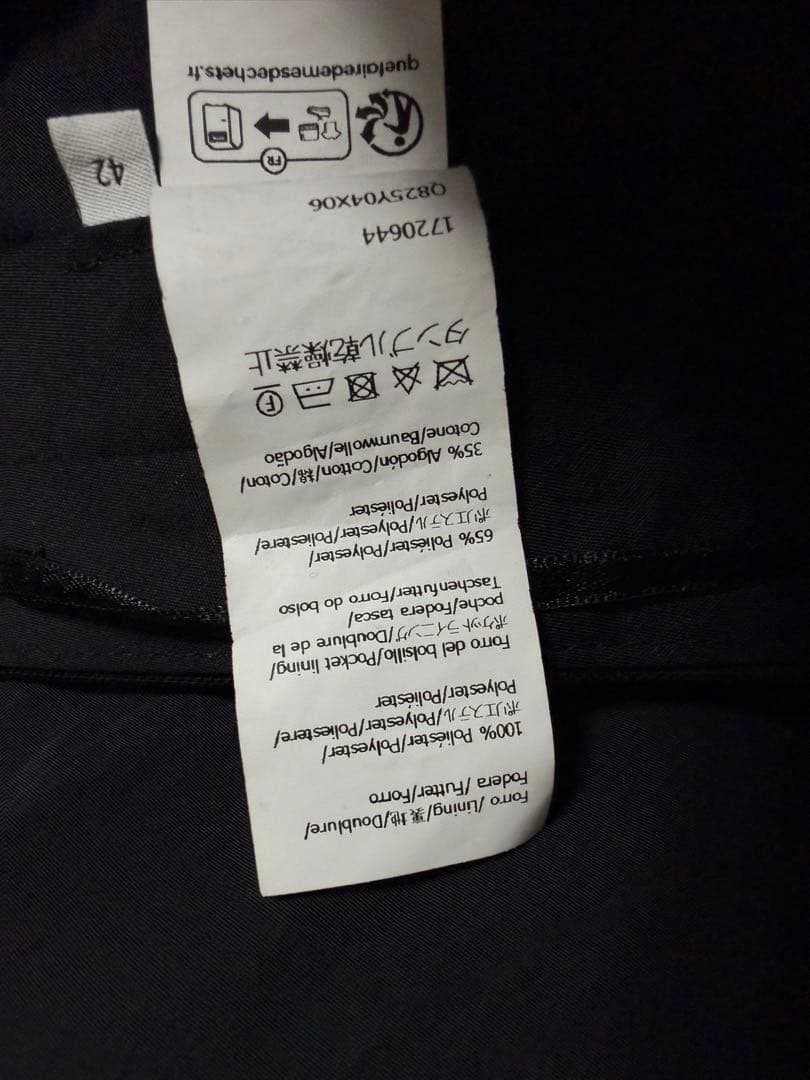 Forro /Lining/裏地/Doublure/
Fodera /Futter/Forro
100% Poliéster/Polyester/
ポリエステル/Polyester/Poliestere/
Polyester/Poliéster
Forro del bolsillo/Pocket lining/
ポケットライニング/Doublure de la
poche/Fodera tasca/
Taschenfutter/Forro do bolso
65% Poliéster/Polyester/
ポリエステル/Polyester/Poliestere/
Polyester/Poliéster
35% Algodón/Cotton/綿/Coton/
Cotone/Baumwolle/Algodão
F
タンブル乾燥禁止
1720644
Q825Y04X06
42
FR
quefairedemesdechets.fr